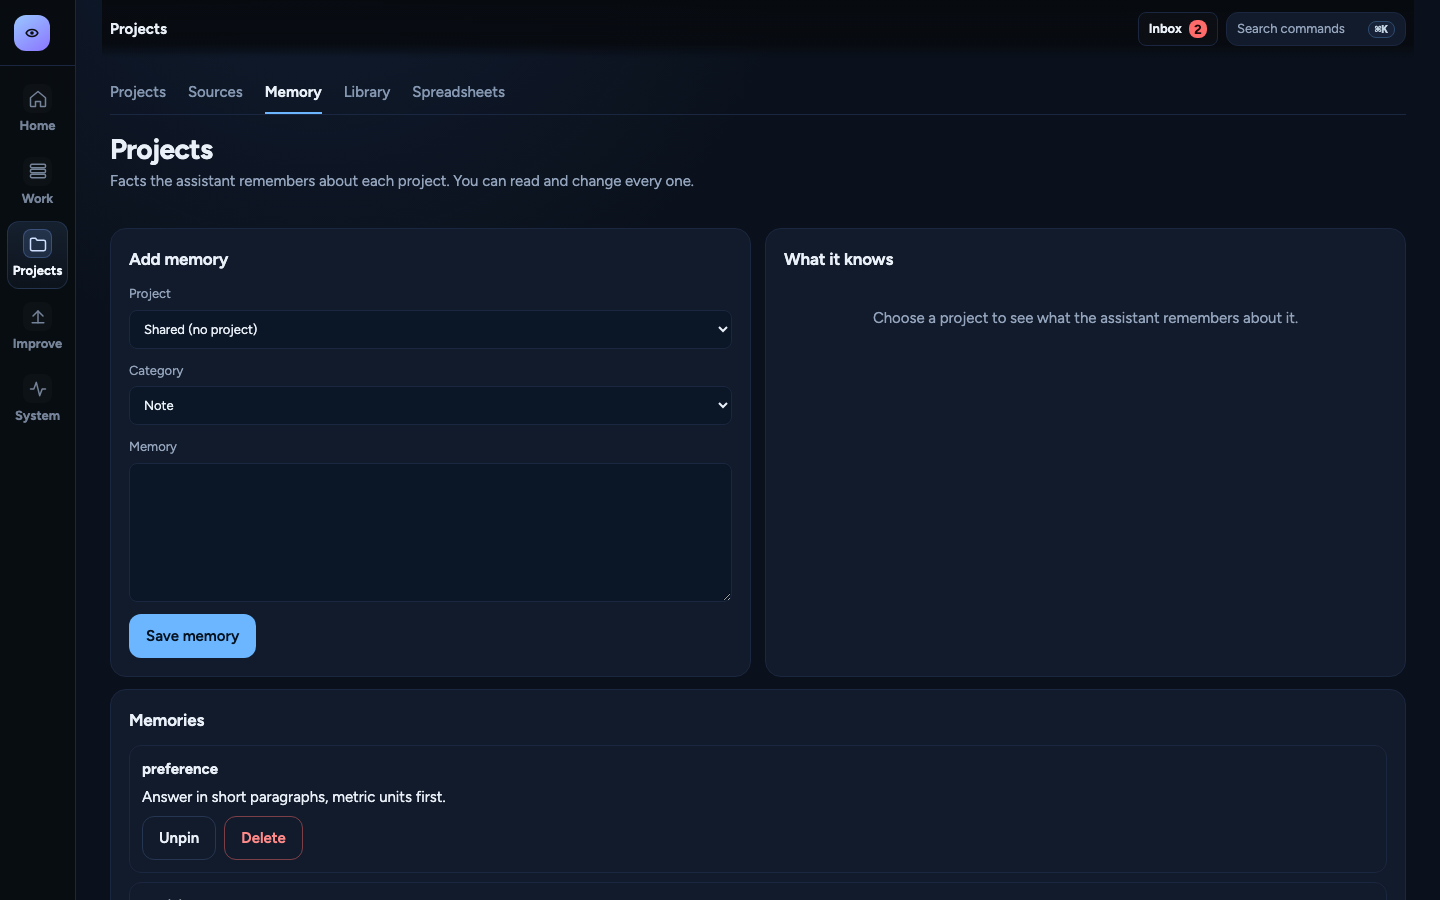 Projects
Inbox 2
Search commands ⌘K
Home
Work
Projects
Improve
System
Projects Sources Memory Library Spreadsheets
Projects
Facts the assistant remembers about each project. You can read and change every one.
Add memory
Project
Shared (no project)
Category
Note
Memory
Save memory
What it knows
Choose a project to see what the assistant remembers about it.
Memories
preference
Answer in short paragraphs, metric units first.
Unpin Delete